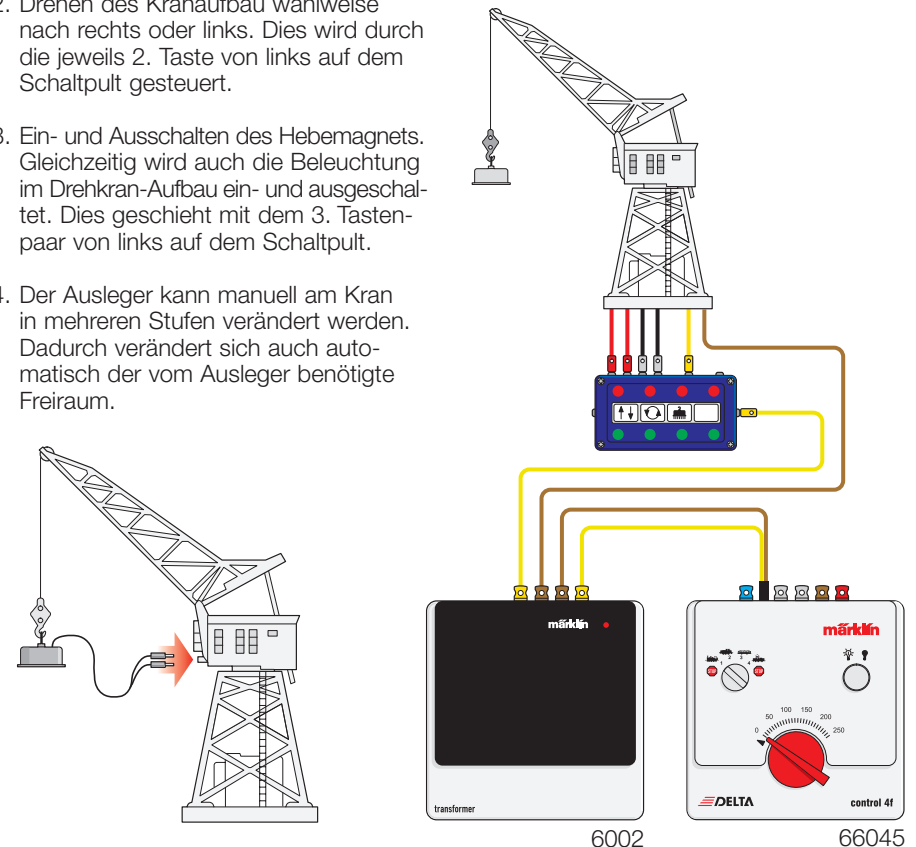 2. Drehen des Kranaufbau wahlweise
nach rechts oder links. Dies wird durch
die jeweils 2. Taste von links auf dem
Schaltpult gesteuert.
3. Ein- und Ausschalten des Hebemagnets.
Gleichzeitig wird auch die Beleuchtung
im Drehkran-Aufbau ein- und ausgeschal-
tet. Dies geschieht mit dem 3. Tasten-
paar von links auf dem Schaltpult.
4. Der Ausleger kann manuell am Kran
in mehreren Stufen verändert werden.
Dadurch verändert sich auch auto-
matisch der vom Ausleger benötigte
Freiraum.
märklin
transformer
6002
märklin
1 2 3 4
STOP STOP
0 50 100 150 200 250
DELTA
control 4f
66045